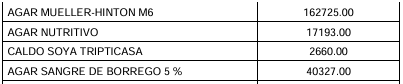 AGAR MUELLER-HINTON M6 162725.00
AGAR NUTRITIVO 17193.00
CALDO SOYA TRIPTICASA 2660.00
AGAR SANGRE DE BORREGO 5 % 40327.00